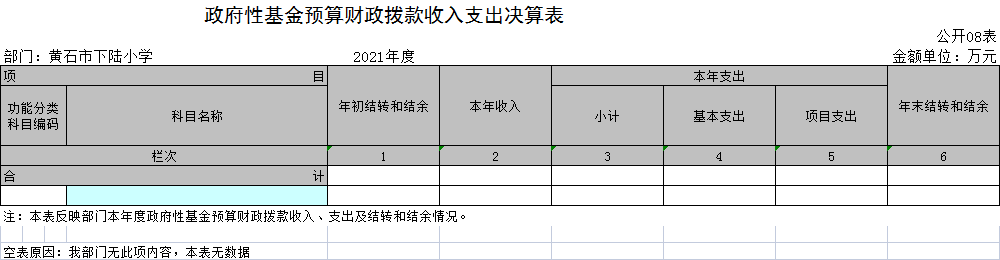 政府性基金预算财政拨款收入支出决算表
公开08表
部门：黄石市下陆小学 2021年度 金额单位：万元
项 目 年初结转和结余 本年收入 本年支出 年末结转和结余
功能分类科目编码 科目名称 小计 基本支出 项目支出
栏次 1 2 3 4 5 6
合 计
注：本表反映部门本年度政府性基金预算财政拨款收入、支出及结转和结余情况。
空表原因：我部门无此项内容，本表无数据